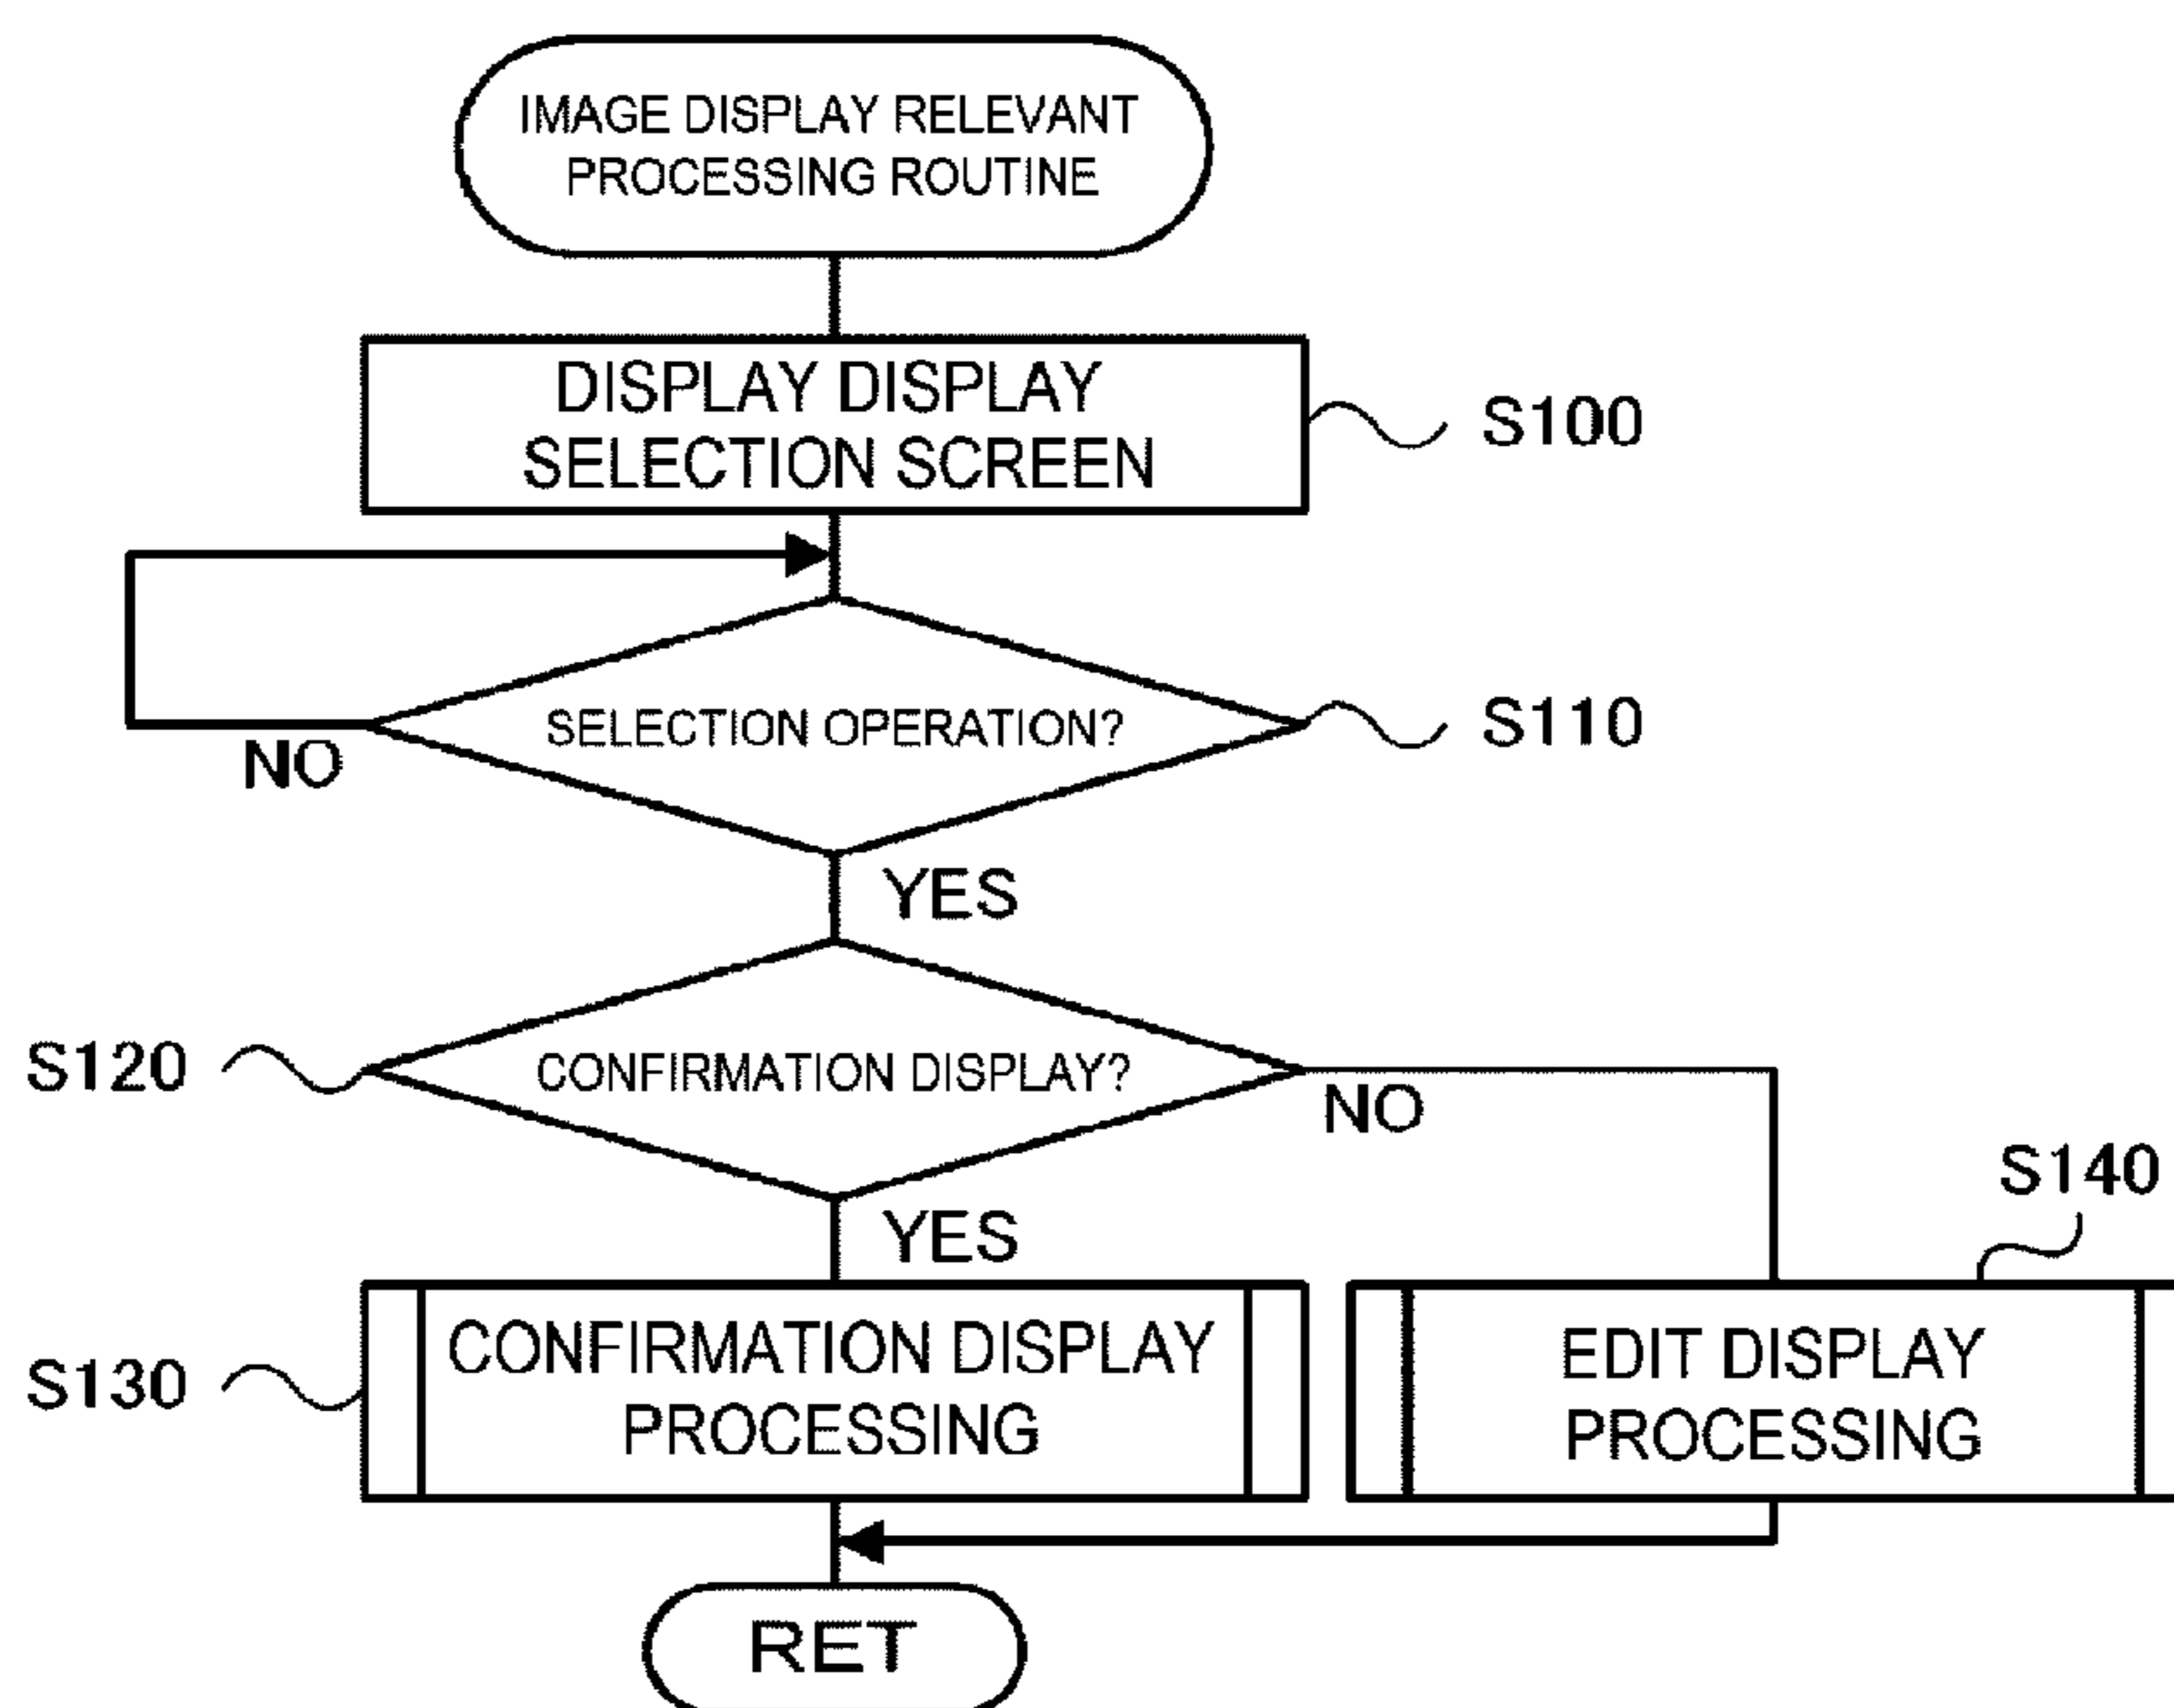 IMAGE DISPLAY RELEVANT
PROCESSING ROUTINE
DISPLAY DISPLAY
SELECTION SCREEN
S100
SELECTION OPERATION?
S110
NO
YES
S120
CONFIRMATION DISPLAY?
NO
S140
YES
S130
CONFIRMATION DISPLAY
PROCESSING
EDIT DISPLAY
PROCESSING
RET